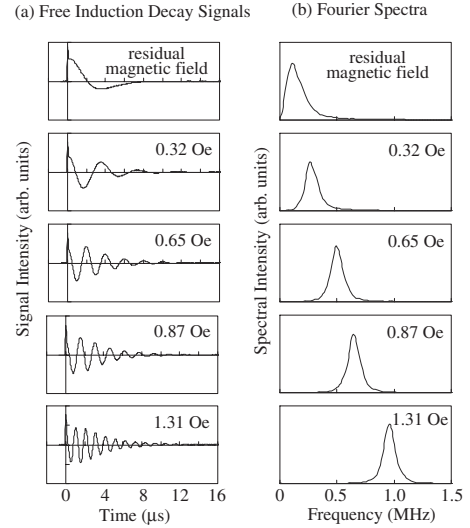 (a) Free Induction Decay Signals
(b) Fourier Spectra
Signal Intensity (arb. units)
residual
magnetic field
0.32 Oe
0.65 Oe
0.87 Oe
1.31 Oe
0 4 8 12 16
Time (μs)
Spectral Intensity (arb. units)
residual
magnetic field
0.32 Oe
0.65 Oe
0.87 Oe
1.31 Oe
0 0.5 1.0 1.5
Frequency (MHz)